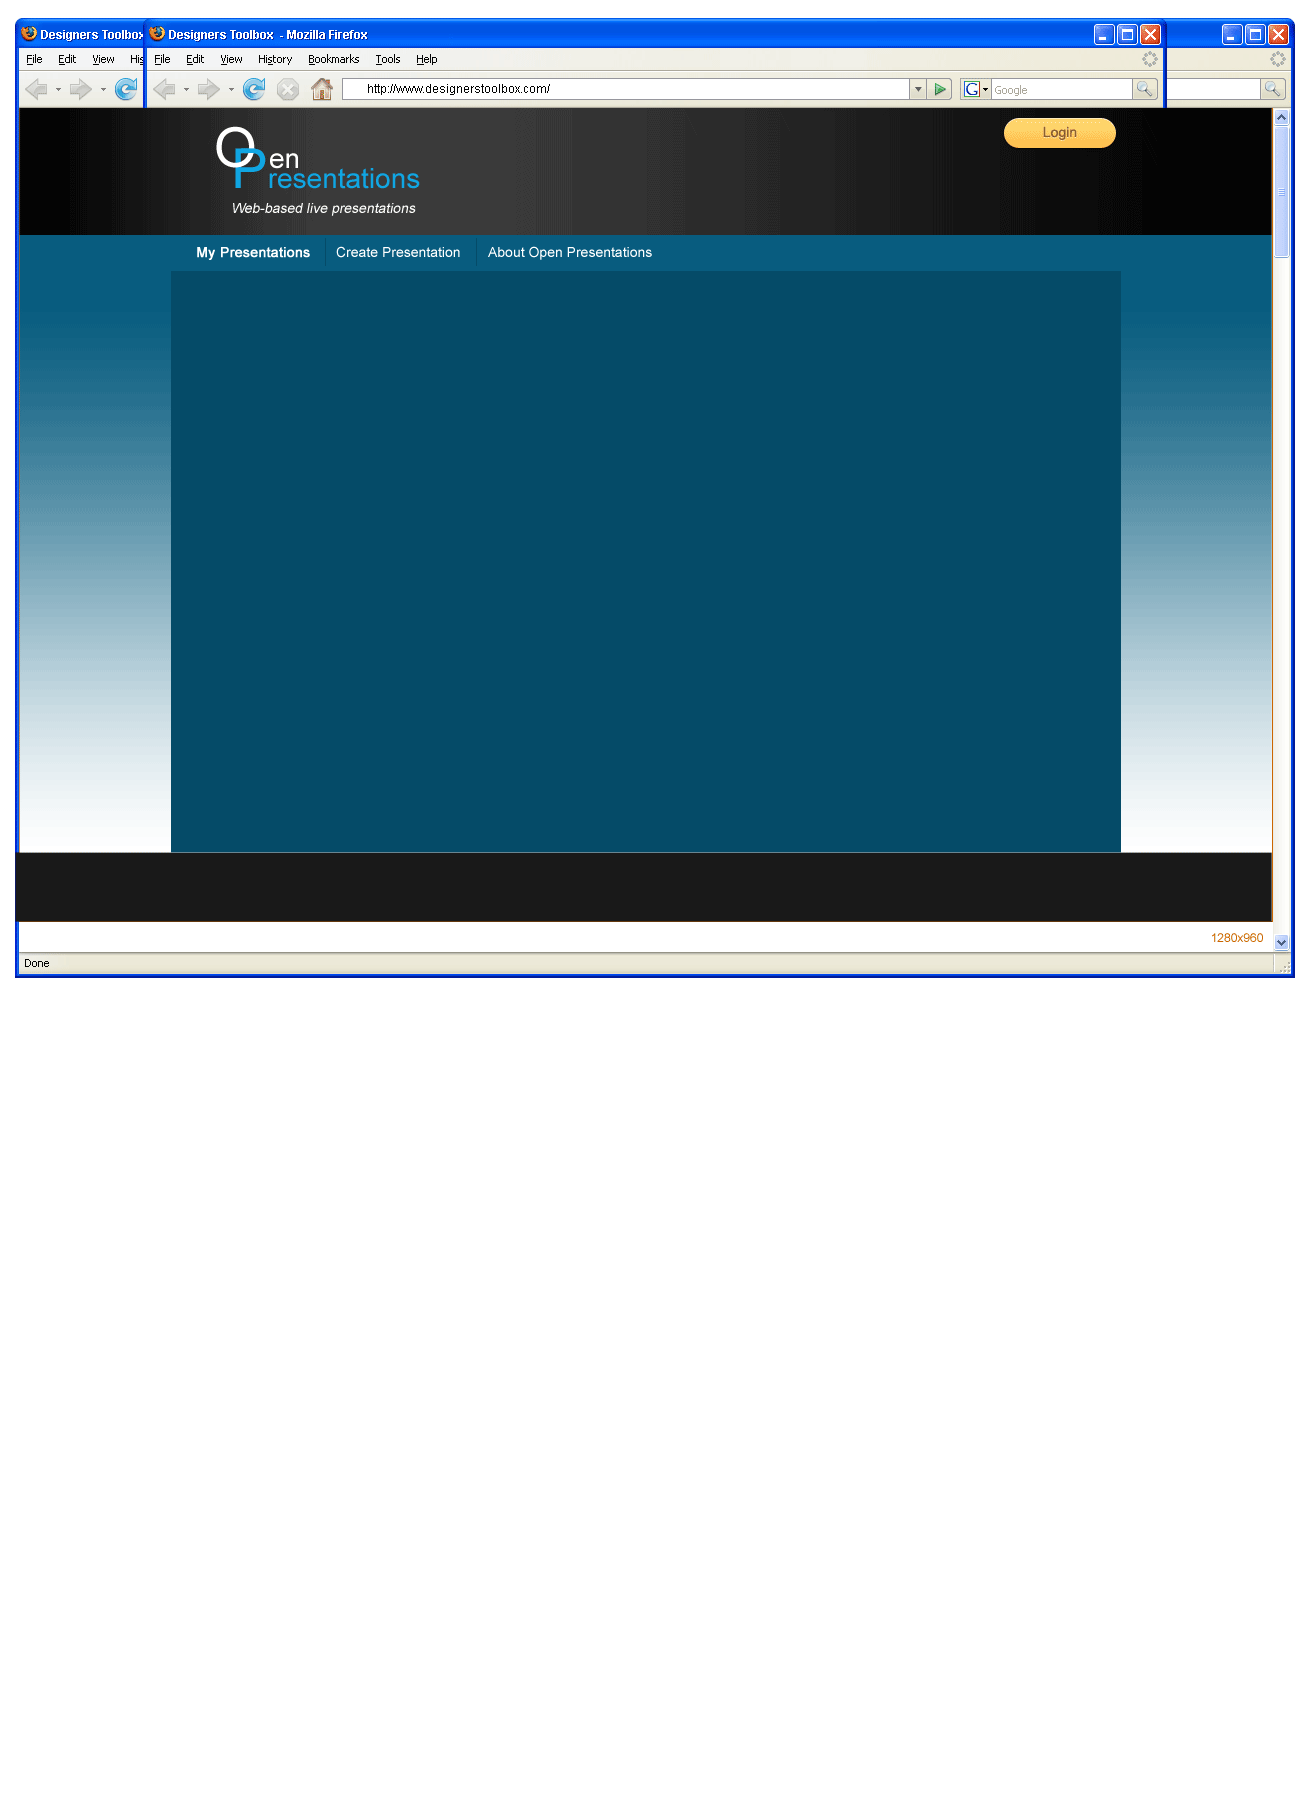 Designers Toolbox
Designers Toolbox - Mozilla Firefox
File Edit View His
File Edit View History Bookmarks Tools Help
http://www.designerstoolbox.com/
G Google
Login
Open
Presentations
Web-based live presentations
My Presentations Create Presentation About Open Presentations
1280x960
Done